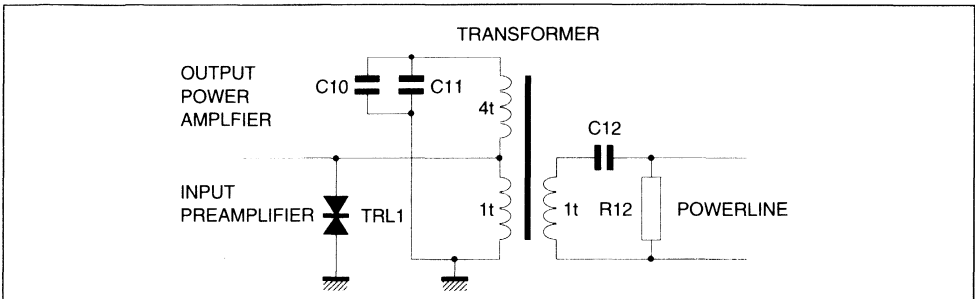 TRANSFORMER
OUTPUT
POWER
AMPLFIER
C10
C11
4t
C12
INPUT
PREAMPLIFIER
TRL1
1t
1t
R12
POWERLINE